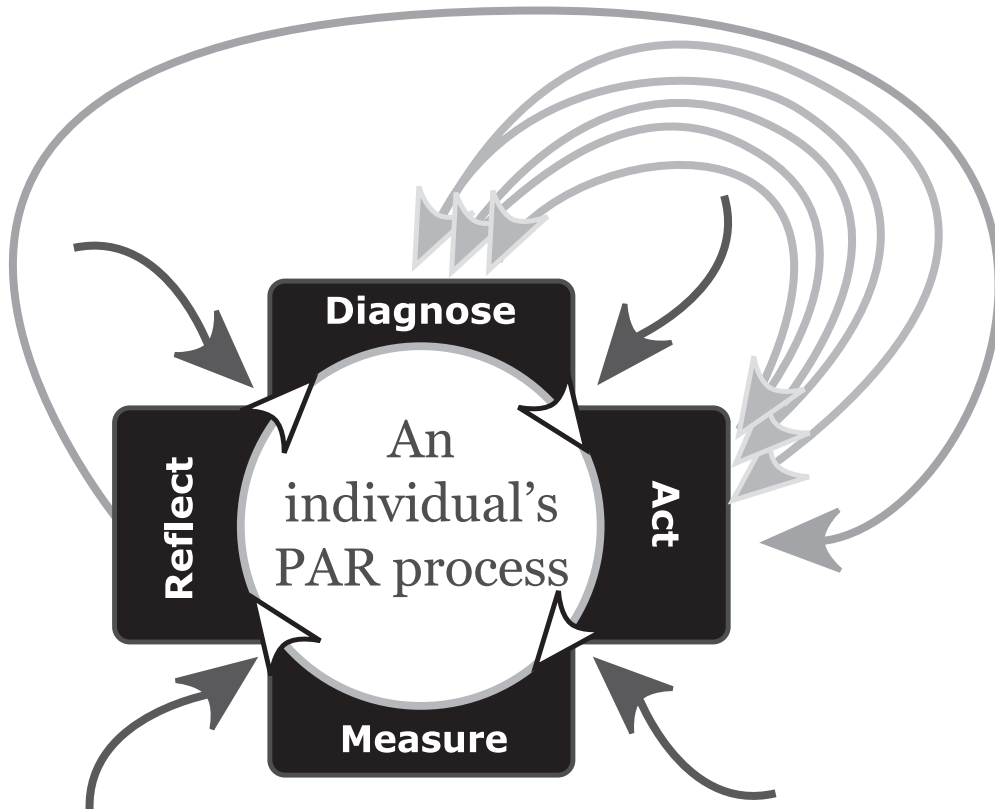 Diagnose
An
individual’s
PAR process
Reflect
Act
Measure